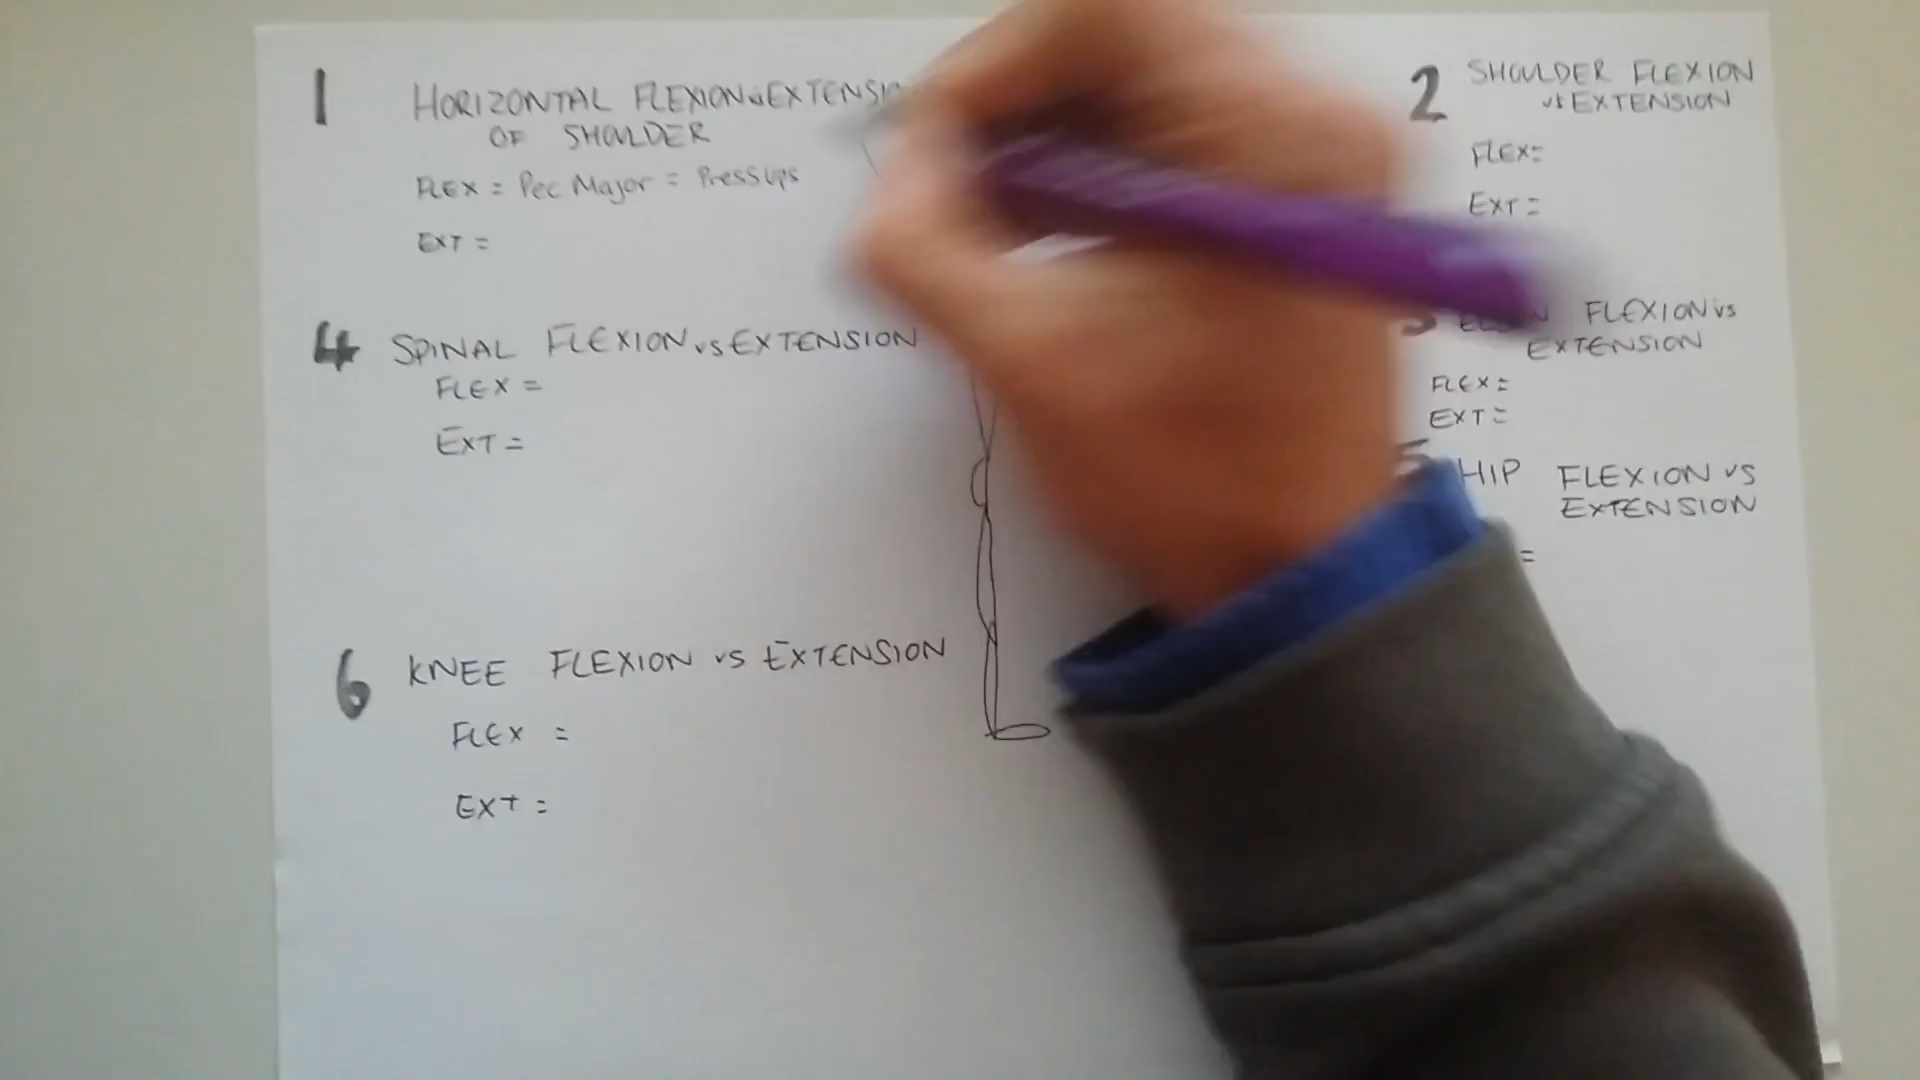 1
HORIZONTAL FLEXION vs
OF SHOULDER
FLEX = Pec Major = Press ups
EXT =
2
SHOULDER FLEXION
vs EXTENSION
FLEX=
EXT =
FLEXION vs
EXTENSION
FLEX =
EXT =
4 SPINAL FLEXION vs EXTENSION
FLEX =
EXT =
5 HIP FLEXION VS
EXTENSION
=
6 KNEE FLEXION vs EXTENSION
FLEX =
EXT =